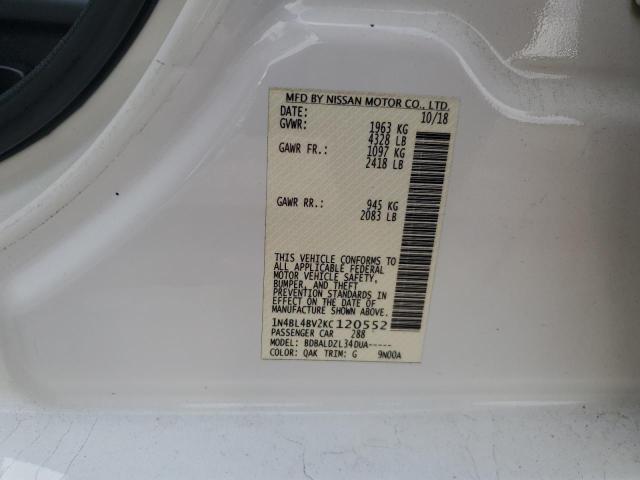 MFD BY NISSAN MOTOR CO., LTD.
DATE: 10/18
GVWR: 1963 KG
4328 LB
GAWR FR.: 1097 KG
2418 LB
GAWR RR.: 945 KG
2083 LB
THIS VEHICLE CONFORMS TO
ALL APPLICABLE FEDERAL
MOTOR VEHICLE SAFETY,
BUMPER, AND THEFT
PREVENTION STANDARDS IN
EFFECT ON THE DATE OF
MANUFACTURE SHOWN ABOVE.
1N4BL4BV2KC120552
PASSENGER CAR 288
MODEL: BDBALDZL34DUA-----
COLOR: QAK TRIM: G 9N00A